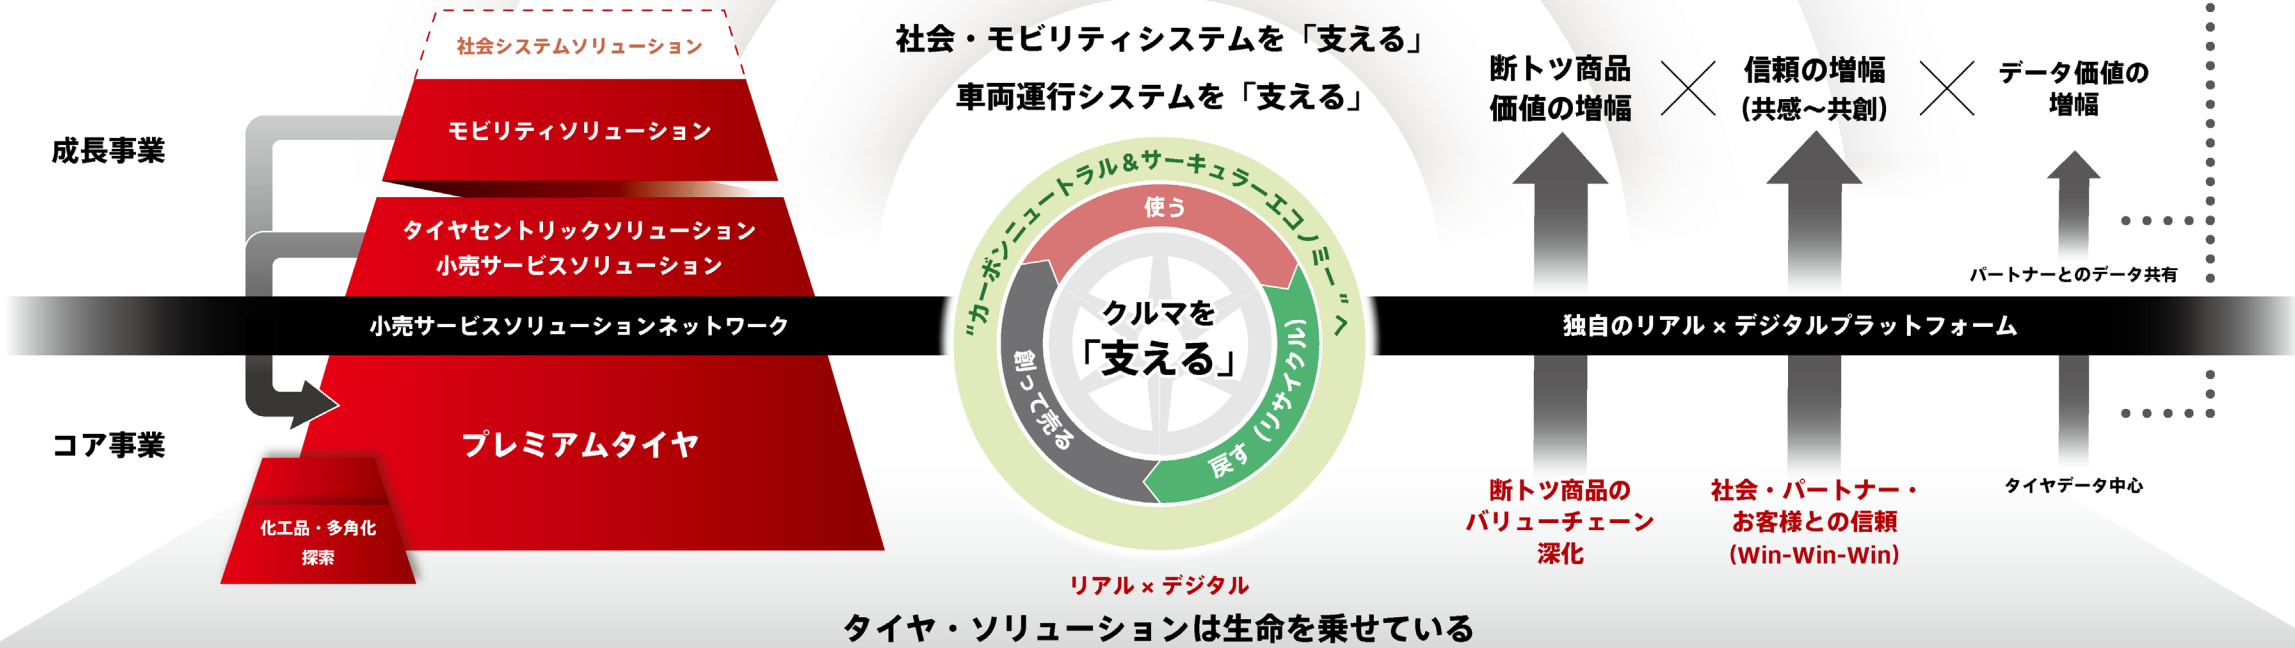 成長事業
コア事業
社会システムソリューション
モビリティソリューション
タイヤセントリックソリューション
小売サービスソリューション
小売サービスソリューションネットワーク
プレミアムタイヤ
化工品・多角化
探索
社会・モビリティシステムを「支える」
車両運行システムを「支える」
"カーボンニュートラル&サーキュラーエコノミー"へ
使う
創って売る
戻す(リサイクル)
クルマを
「支える」
リアル × デジタル
タイヤ・ソリューションは生命を乗せている
断トツ商品
価値の増幅
信頼の増幅
(共感〜共創)
データ価値の
増幅
パートナーとのデータ共有
独自のリアル × デジタルプラットフォーム
断トツ商品の
バリューチェーン
深化
社会・パートナー・
お客様との信頼
(Win-Win-Win)
タイヤデータ中心